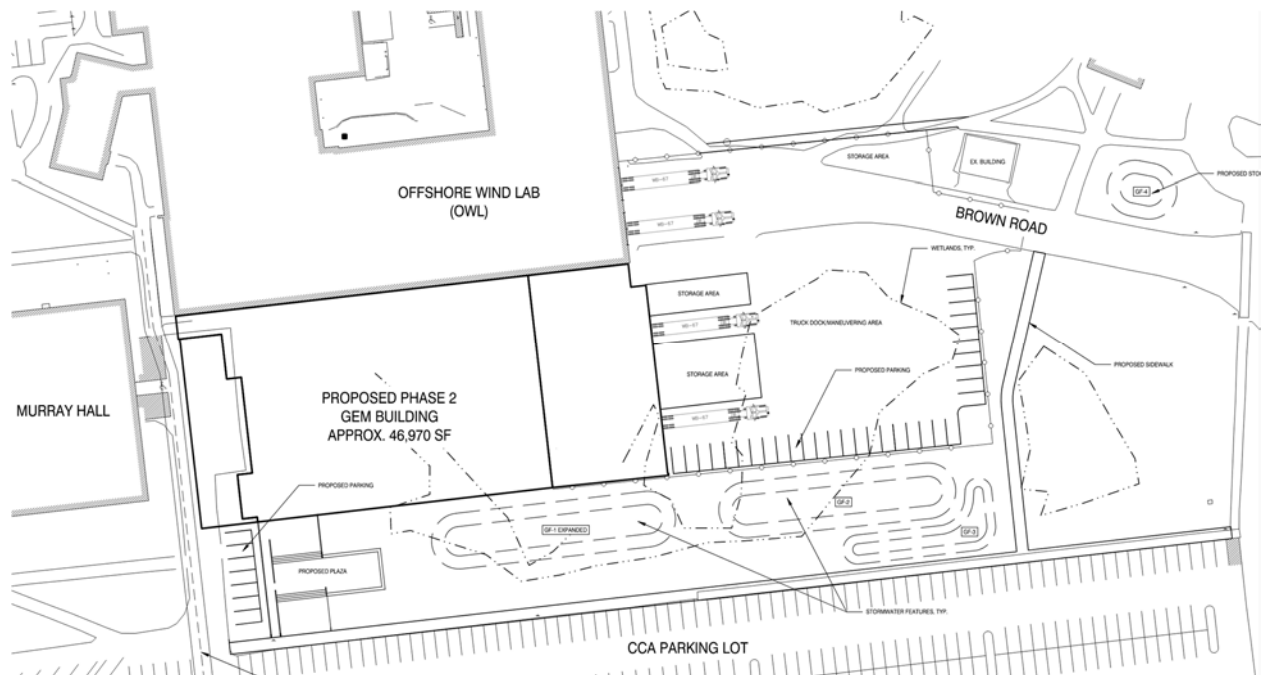 STORAGE AREA
EX. BUILDING
PROPOSED STO
GF-4
OFFSHORE WIND LAB
(OWL)
BROWN ROAD
WETLANDS, TYP.
STORAGE AREA
TRUCK DOCK/MANEUVERING AREA
PROPOSED SIDEWALK
STORAGE AREA
PROPOSED PARKING
MURRAY HALL
PROPOSED PHASE 2
GEM BUILDING
APPROX. 46,970 SF
PROPOSED PARKING
GF-1 EXPANDED
GF-2
GF-3
PROPOSED PLAZA
STORMWATER FEATURES, TYP.
CCA PARKING LOT